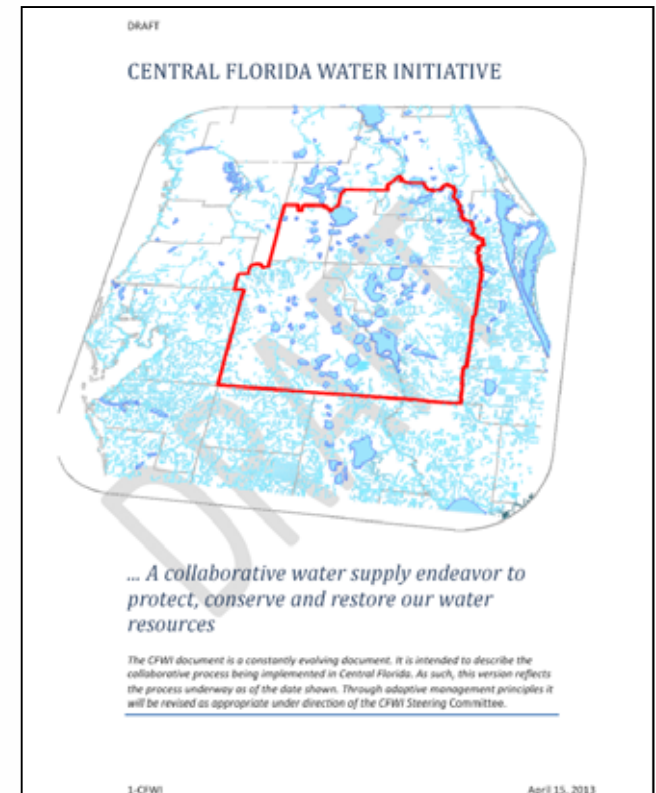 DRAFT
CENTRAL FLORIDA WATER INITIATIVE
DRAFT
... A collaborative water supply endeavor to
protect, conserve and restore our water
resources
The CFWI document is a constantly evolving document. It is intended to describe the
collaborative process being implemented in Central Florida. As such, this version reflects
the process underway as of the date shown. Through adaptive management principles it
will be revised as appropriate under direction of the CFWI Steering Committee.
1-CFWI April 15, 2013